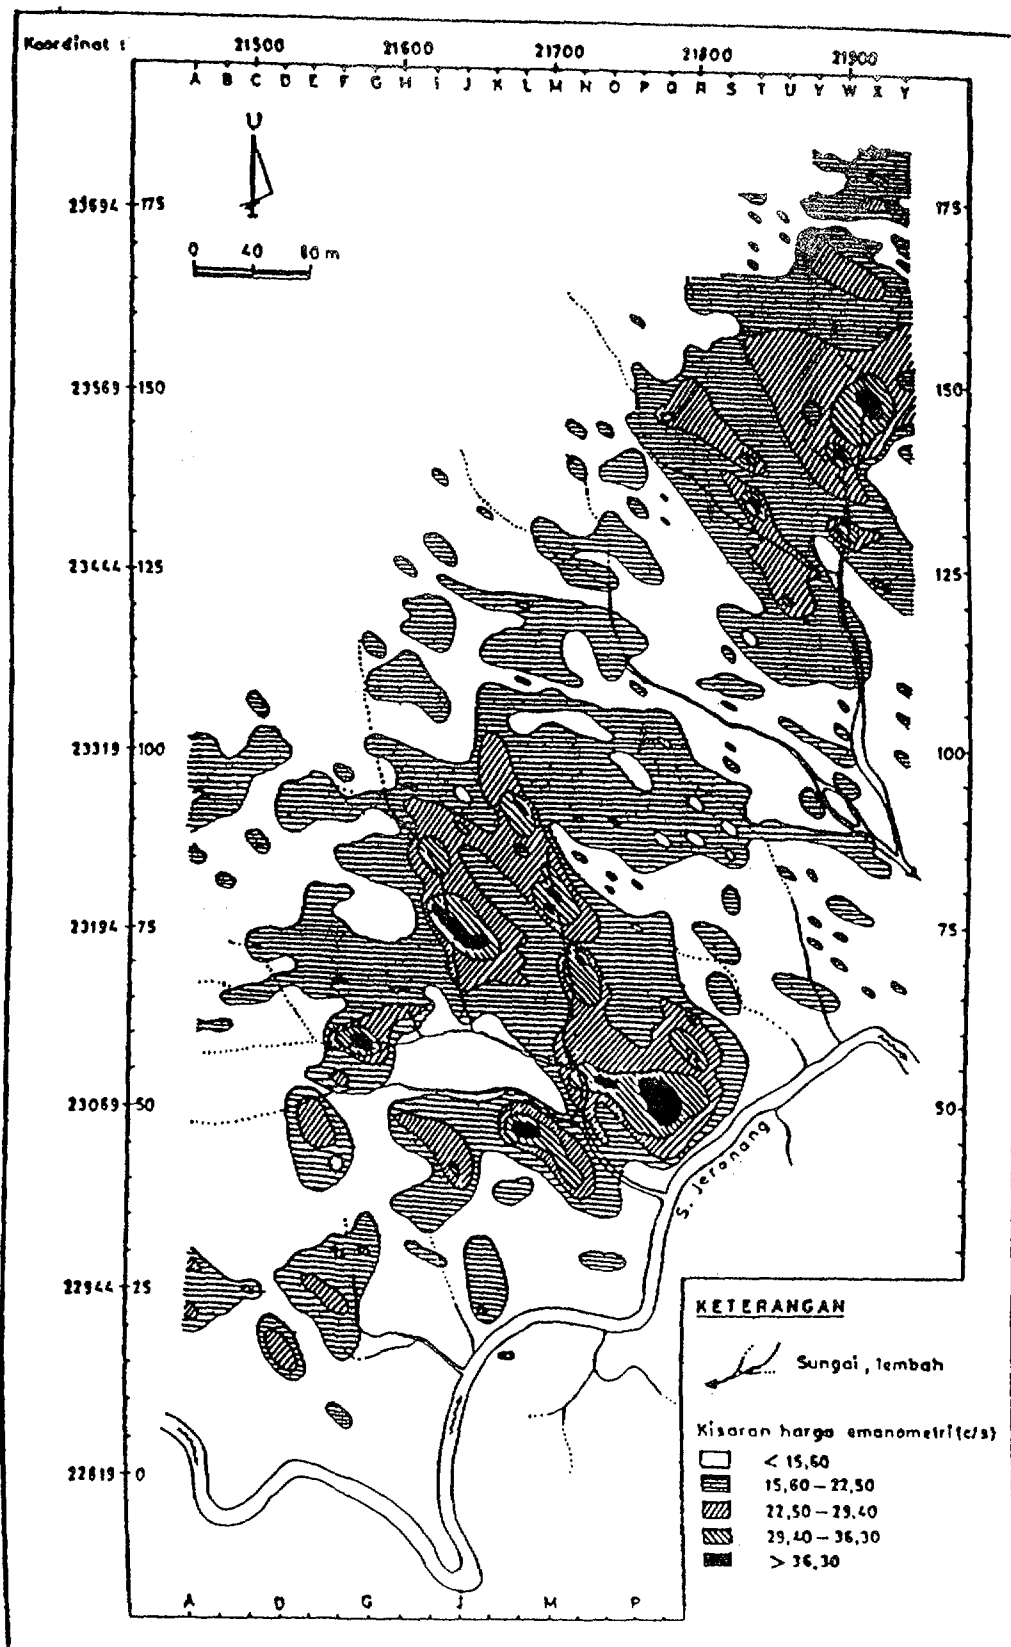 Koordinat :
21500 21600 21700 21800 21900
A B C D E F G H I J K L M N O P Q R S T U V W X Y
U
23694 175 175
0 40 80 m
23569 150 150
23444 125 125
23319 100 100
23194 75 75
23069 50 50
S. Jeronang
22944 25
KETERANGAN
Sungai, lembah
Kisaran harga emanometri (c/s)
< 15,60
15,60 – 22,50
22,50 – 29,40
29,40 – 36,30
> 36,30
22819 0
A D G J M P